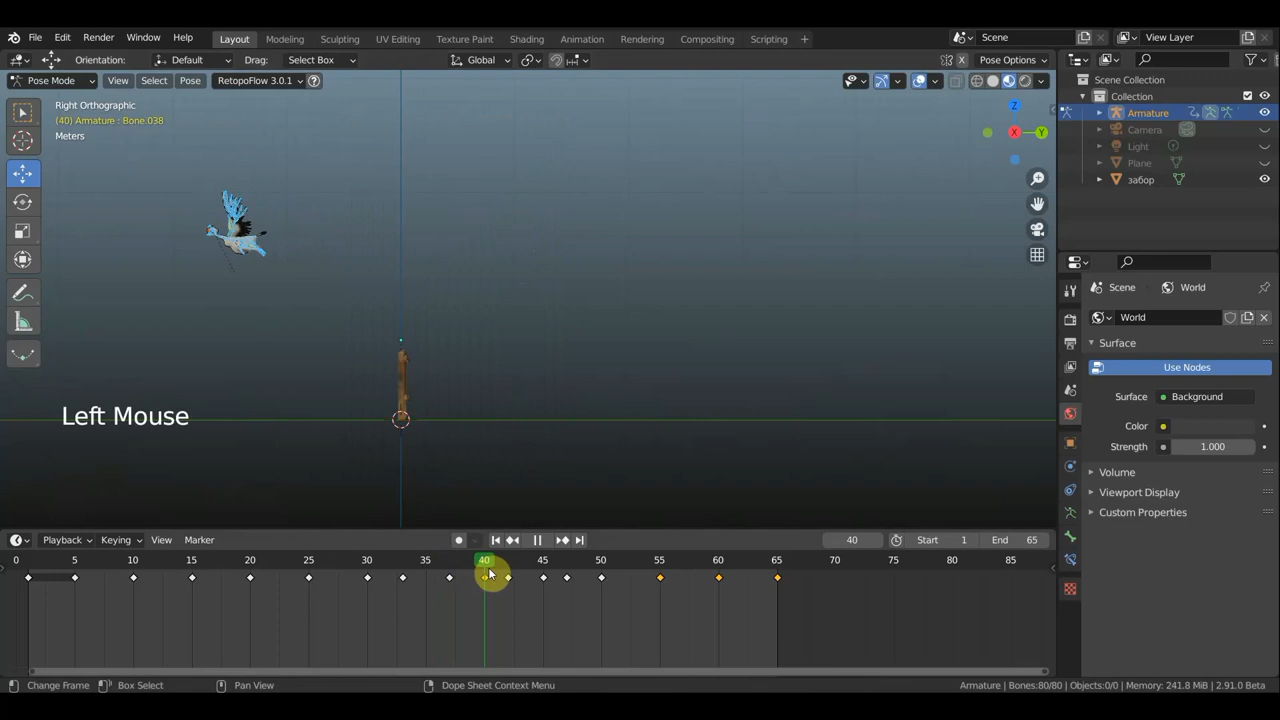 File Edit Render Window Help Layout Modeling Sculpting UV Editing Texture Paint Shading Animation Rendering Compositing Scripting + Scene View Layer
Orientation: Default Drag: Select Box Global Pose Options
Pose Mode View Select Pose RetopoFlow 3.0.1
Right Orthographic
(40) Armature : Bone.038
Meters
Z
X
Y
Left Mouse
Scene Collection
Collection
Armature
Camera
Light
Plane
забор
Scene World
World
Surface
Use Nodes
Surface Background
Color
Strength 1.000
Volume
Viewport Display
Custom Properties
Playback Keying View Marker 40 Start 1 End 65
0 5 10 15 20 25 30 35 40 45 50 55 60 65 70 75 80 85
Change Frame Box Select Pan View Dope Sheet Context Menu Armature | Bones:80/80 | Objects:0/0 | Memory: 241.8 MiB | 2.91.0 Beta